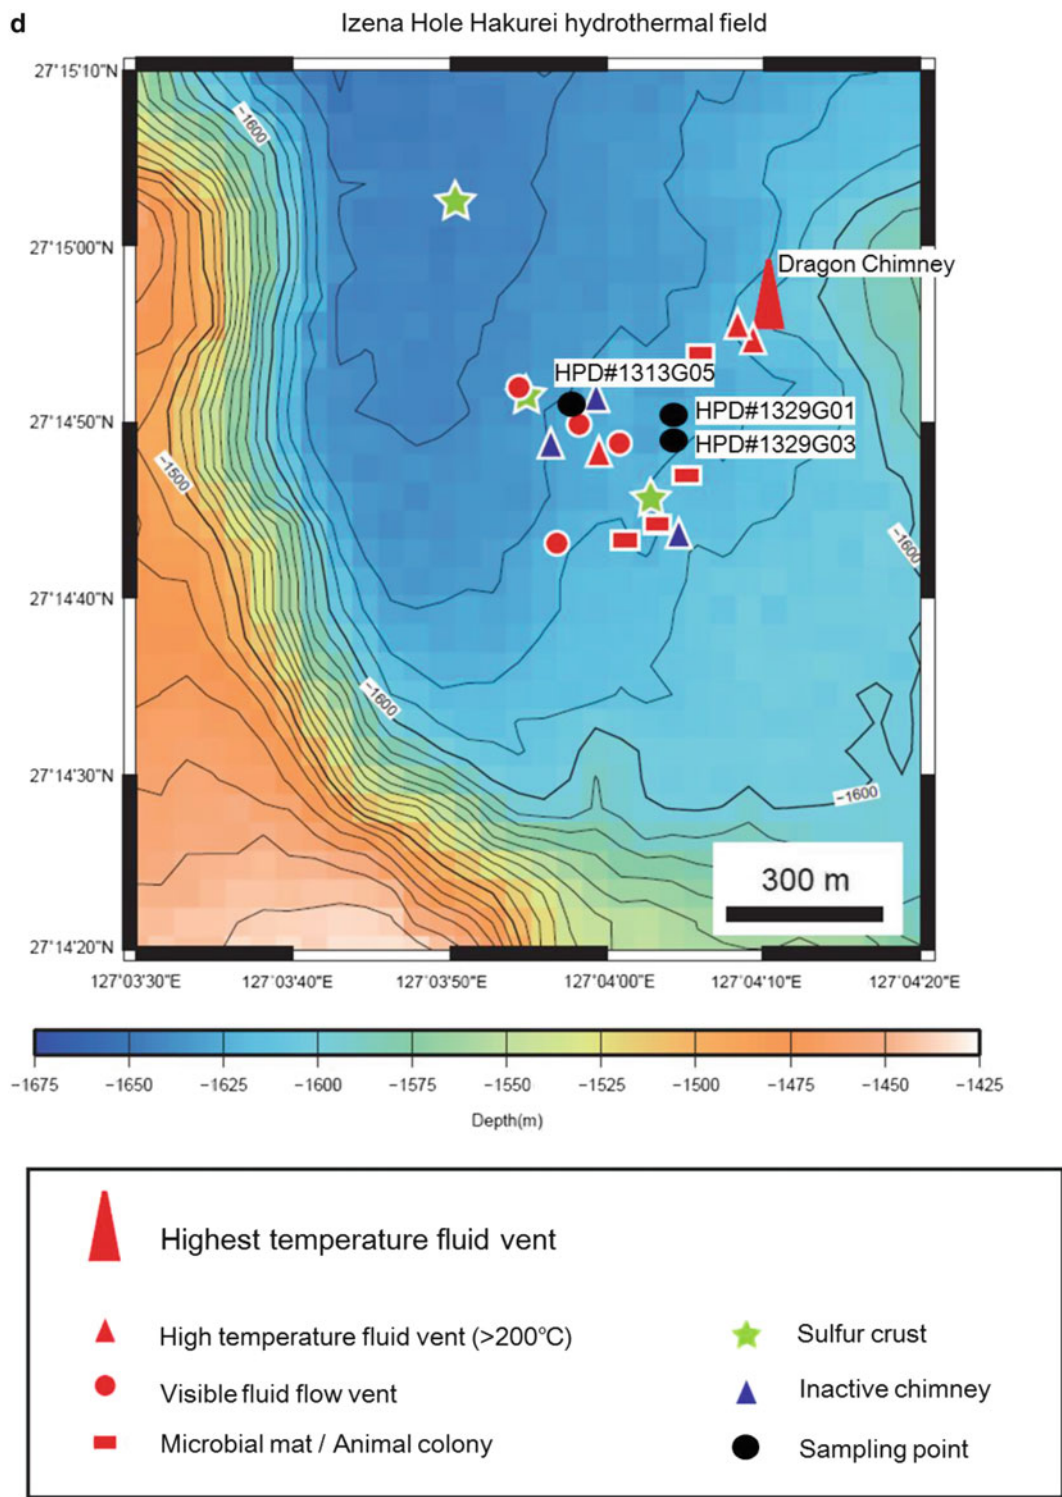 d
Izena Hole Hakurei hydrothermal field
27°15'10"N
−1600
27°15'00"N
Dragon Chimney
HPD#1313G05
HPD#1329G01
27°14'50"N
HPD#1329G03
−1500
−1600
27°14'40"N
−1600
27°14'30"N
−1600
300 m
27°14'20"N
127°03'30"E 127°03'40"E 127°03'50"E 127°04'00"E 127°04'10"E 127°04'20"E
−1675 −1650 −1625 −1600 −1575 −1550 −1525 −1500 −1475 −1450 −1425
Depth(m)
Highest temperature fluid vent
High temperature fluid vent (>200℃)
Sulfur crust
Visible fluid flow vent
Inactive chimney
Microbial mat / Animal colony
Sampling point